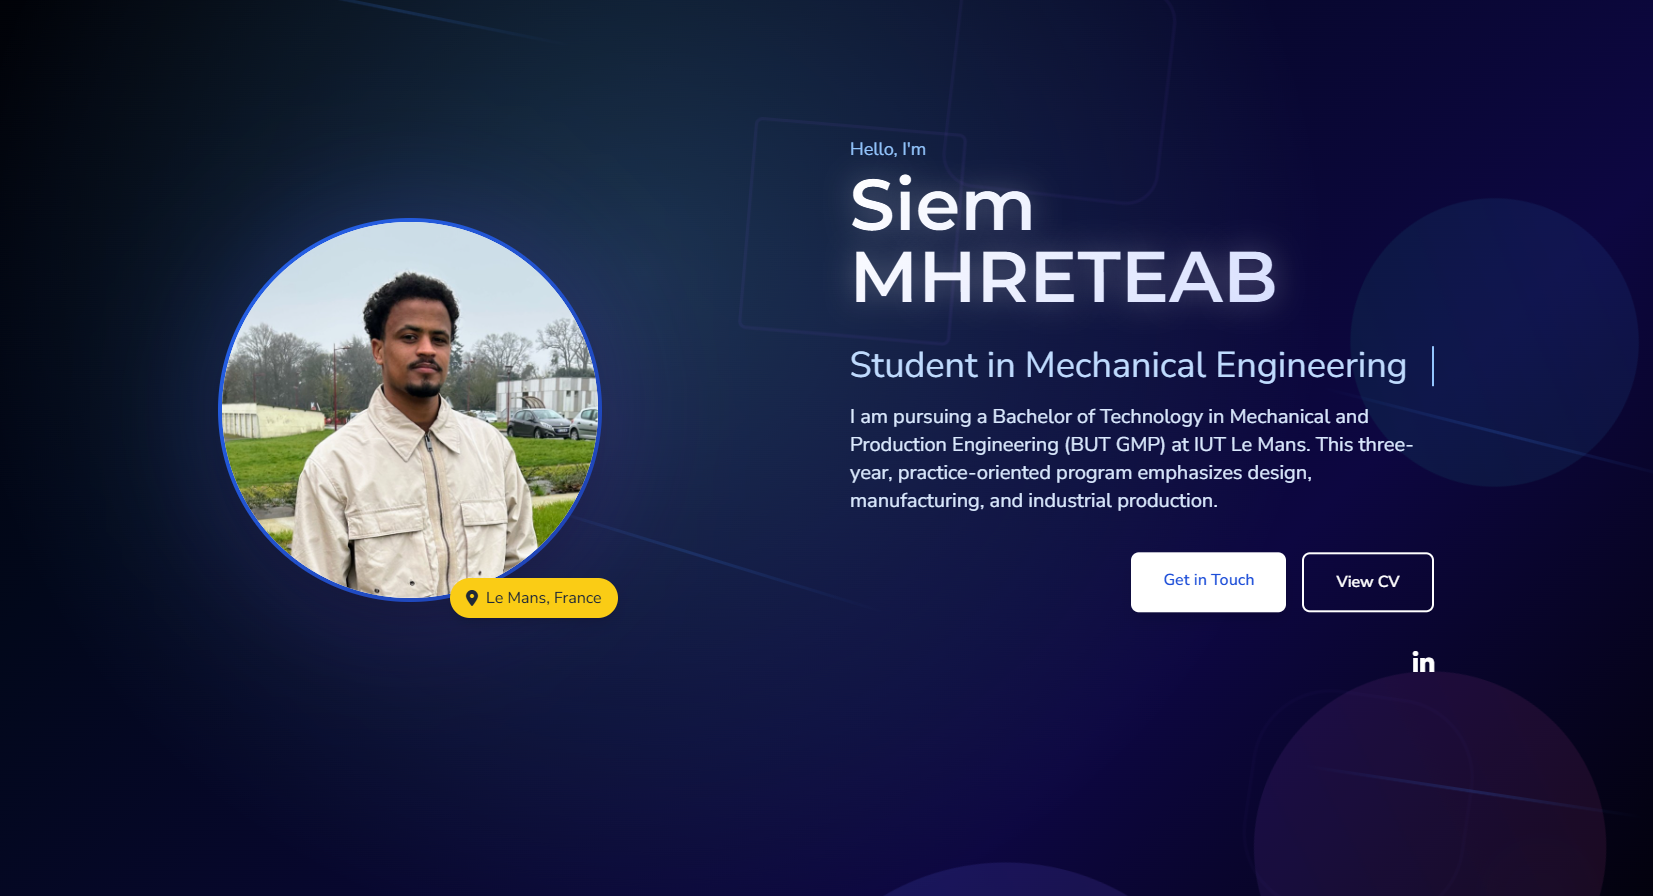 Hello, I'm
Siem
MHRETEAB
Student in Mechanical Engineering
I am pursuing a Bachelor of Technology in Mechanical and
Production Engineering (BUT GMP) at IUT Le Mans. This three-
year, practice-oriented program emphasizes design,
manufacturing, and industrial production.
Le Mans, France
Get in Touch
View CV
in